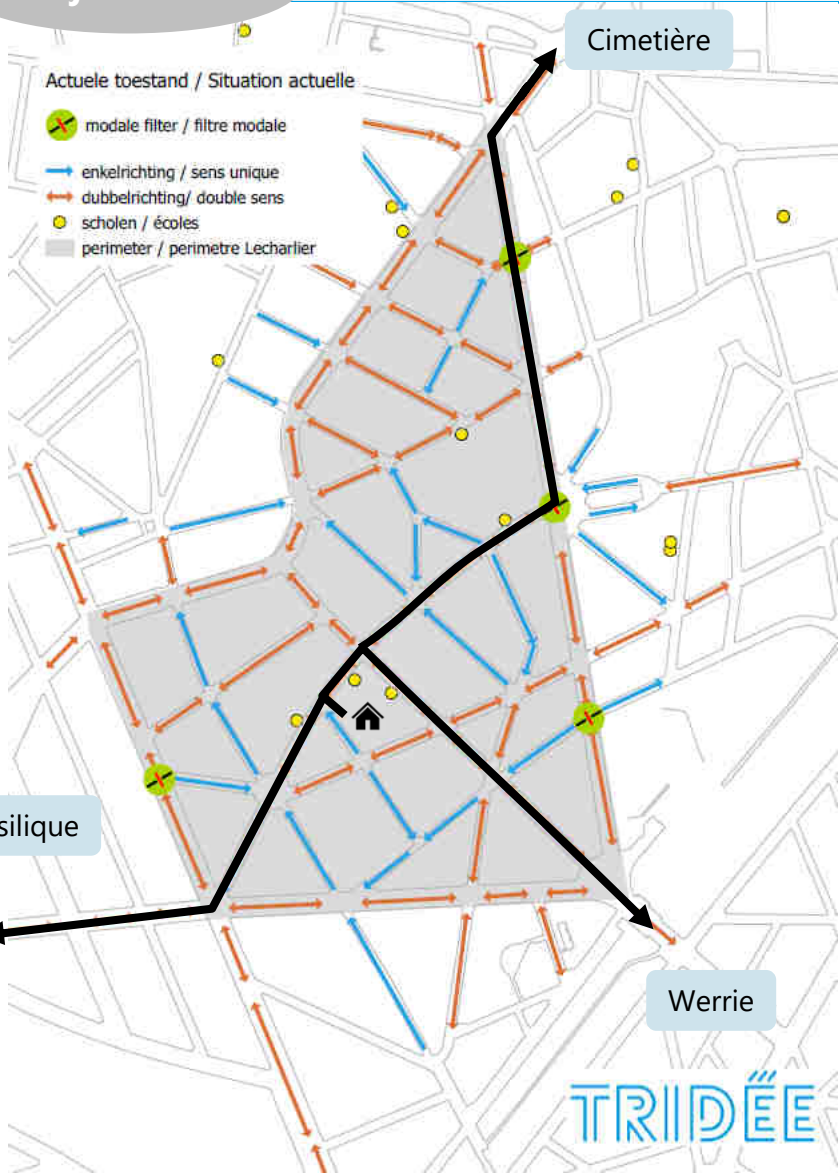 Cimetière
Actuele toestand / Situation actuelle
modale filter / filtre modale
enkelrichting / sens unique
dubbelrichting/ double sens
scholen / écoles
perimeter / perimetre Lecharlier
silique
Werrie
TRIDËE